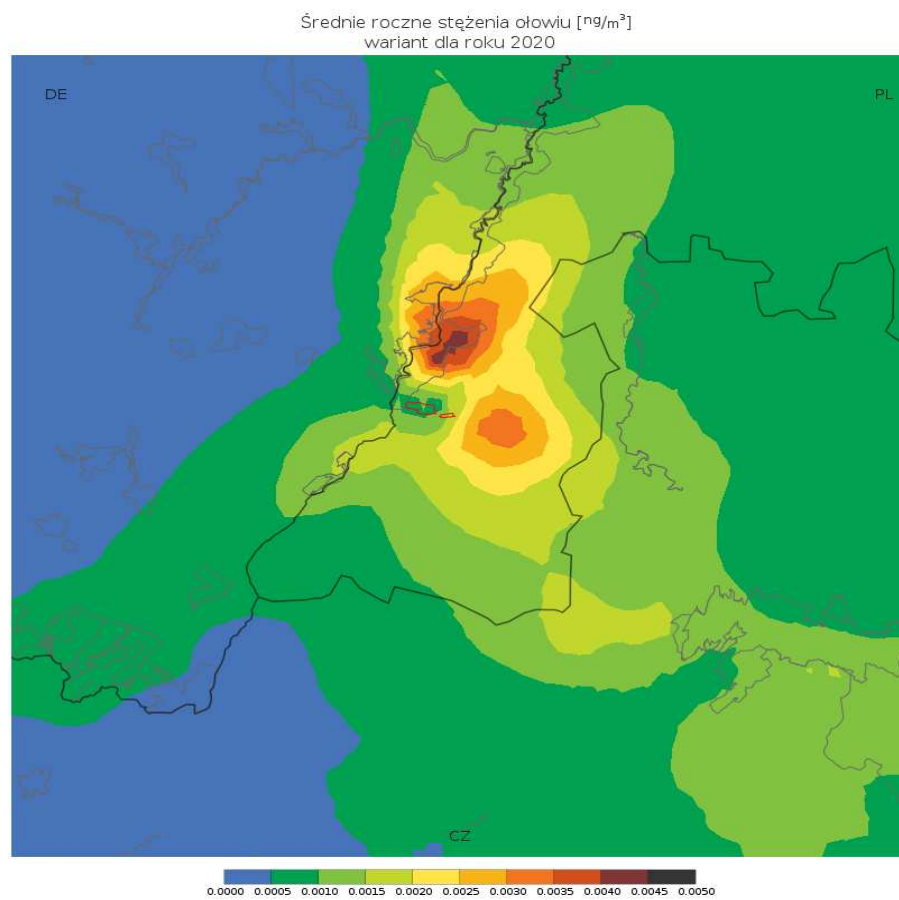 Średnie roczne stężenia ołowiu [ng/m³]
wariant dla roku 2020
DE
PL
CZ
0.0000 0.0005 0.0010 0.0015 0.0020 0.0025 0.0030 0.0035 0.0040 0.0045 0.0050